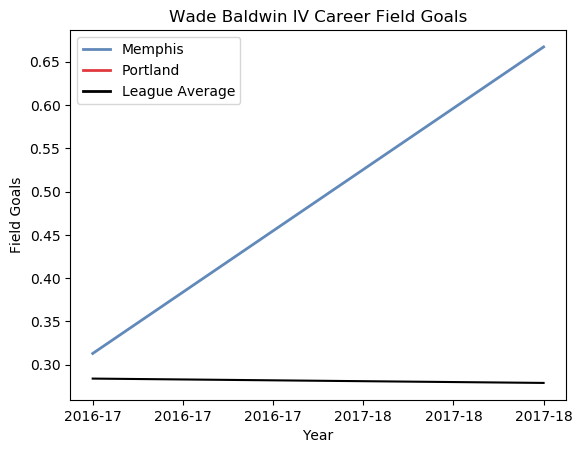 Wade Baldwin IV Career Field Goals
Memphis
Portland
League Average
0.65
0.60
0.55
0.50
0.45
0.40
0.35
0.30
Field Goals
2016-17 2016-17 2016-17 2017-18 2017-18 2017-18
Year